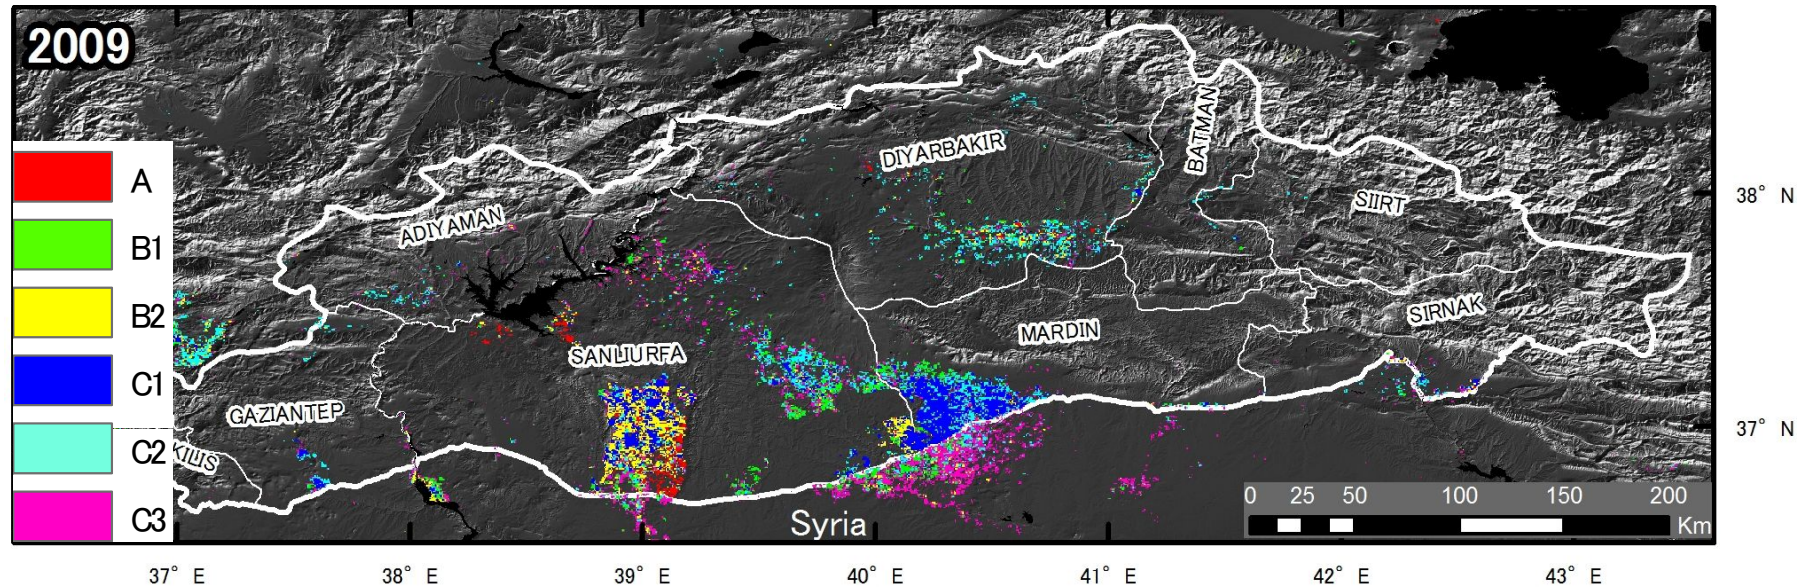 2009
A
B1
B2
C1
C2
C3
BATMAN
DIYARBAKIR
SIIRT
ADIYAMAN
SIRNAK
MARDIN
SANLIURFA
GAZIANTEP
KILIS
Syria
0 25 50 100 150 200
Km
38° N
37° N
37° E 38° E 39° E 40° E 41° E 42° E 43° E